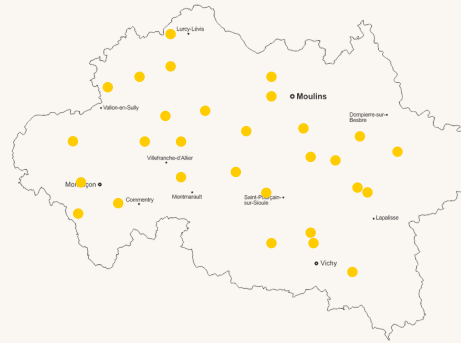 Lurcy-Lévis
Moulins
Vallon-en-Sully
Dompierre-sur-
Besbre
Villefranche-d'Allier
Montluçon
Commentry
Montmarault
Saint-Pourçain-
sur-Sioule
Lapalisse
Vichy